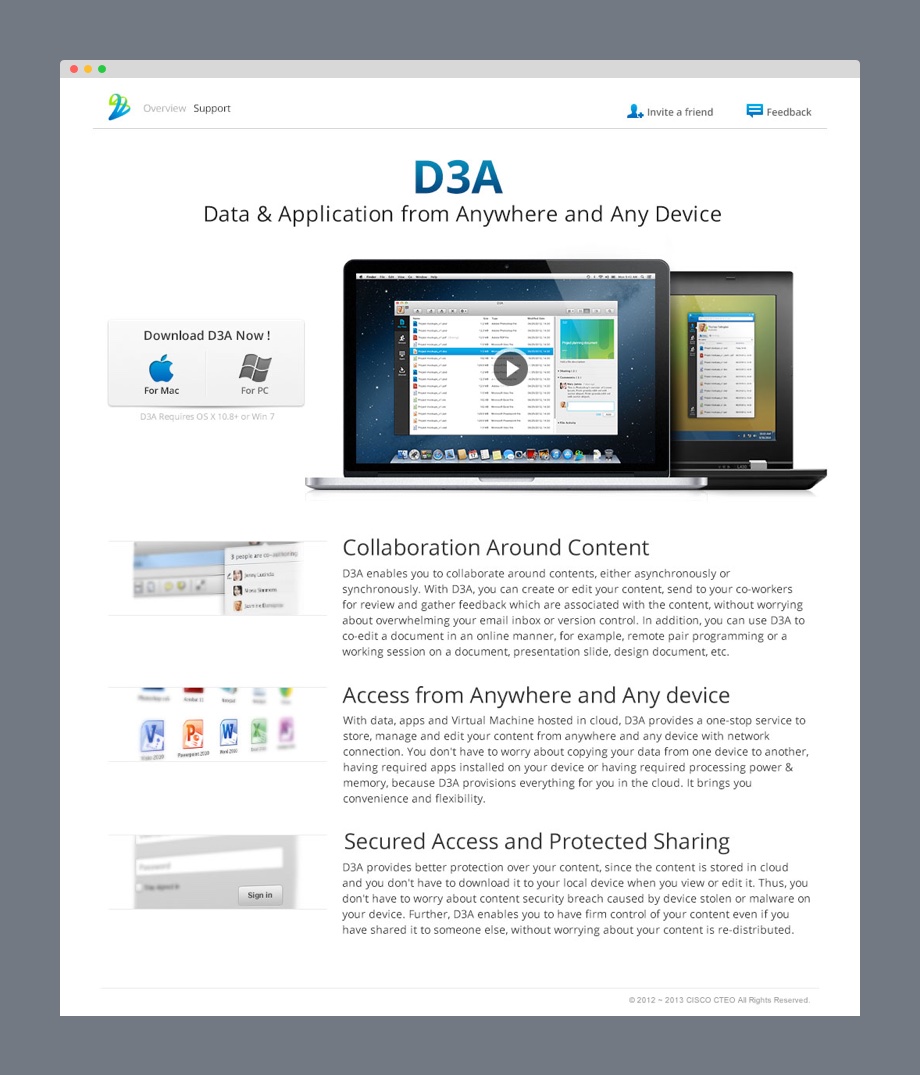 Overview Support
Invite a friend
Feedback
D3A
Data & Application from Anywhere and Any Device
Download D3A Now !
For Mac
For PC
D3A Requires OS X 10.8+ or Win 7
Collaboration Around Content
D3A enables you to collaborate around contents, either asynchronously or
synchronously. With D3A, you can create or edit your content, send to your co-workers
for review and gather feedback which are associated with the content, without worrying
about overwhelming your email inbox or version control. In addition, you can use D3A to
co-edit a document in an online manner, for example, remote pair programming or a
working session on a document, presentation slide, design document, etc.
Access from Anywhere and Any device
With data, apps and Virtual Machine hosted in cloud, D3A provides a one-stop service to
store, manage and edit your content from anywhere and any device with network
connection. You don't have to worry about copying your data from one device to another,
having required apps installed on your device or having required processing power &
memory, because D3A provisions everything for you in the cloud. It brings you
convenience and flexibility.
Secured Access and Protected Sharing
Password
Sign in
D3A provides better protection over your content, since the content is stored in cloud
and you don't have to download it to your local device when you view or edit it. Thus, you
don't have to worry about content security breach caused by device stolen or malware on
your device. Further, D3A enables you to have firm control of your content even if you
have shared it to someone else, without worrying about your content is re-distributed.
© 2012 ~ 2013 CISCO CTEO All Rights Reserved.